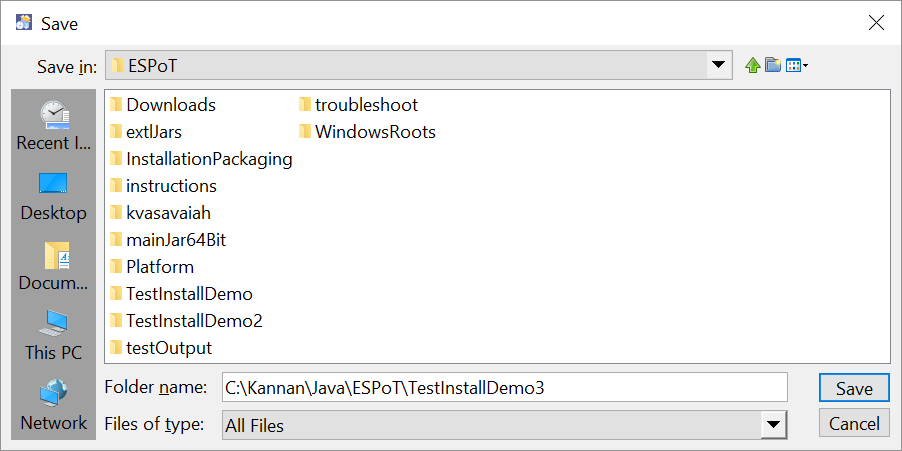 Save
Save in: ESPoT
Recent I...
Desktop
Docum...
This PC
Network
Downloads
extlJars
InstallationPackaging
instructions
kvasavaiah
mainJar64Bit
Platform
TestInstallDemo
TestInstallDemo2
testOutput
troubleshoot
WindowsRoots
Folder name: C:\Kannan\Java\ESPoT\TestInstallDemo3
Save
Files of type: All Files
Cancel